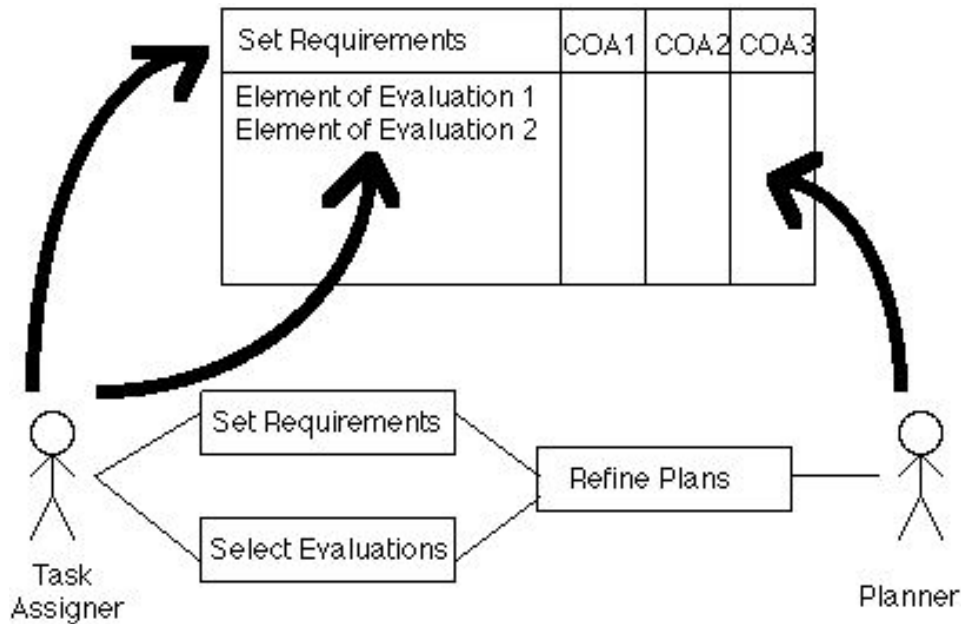 Set Requirements COA1 COA2 COA3
Element of Evaluation 1
Element of Evaluation 2
Set Requirements
Refine Plans
Select Evaluations
Task
Assigner
Planner